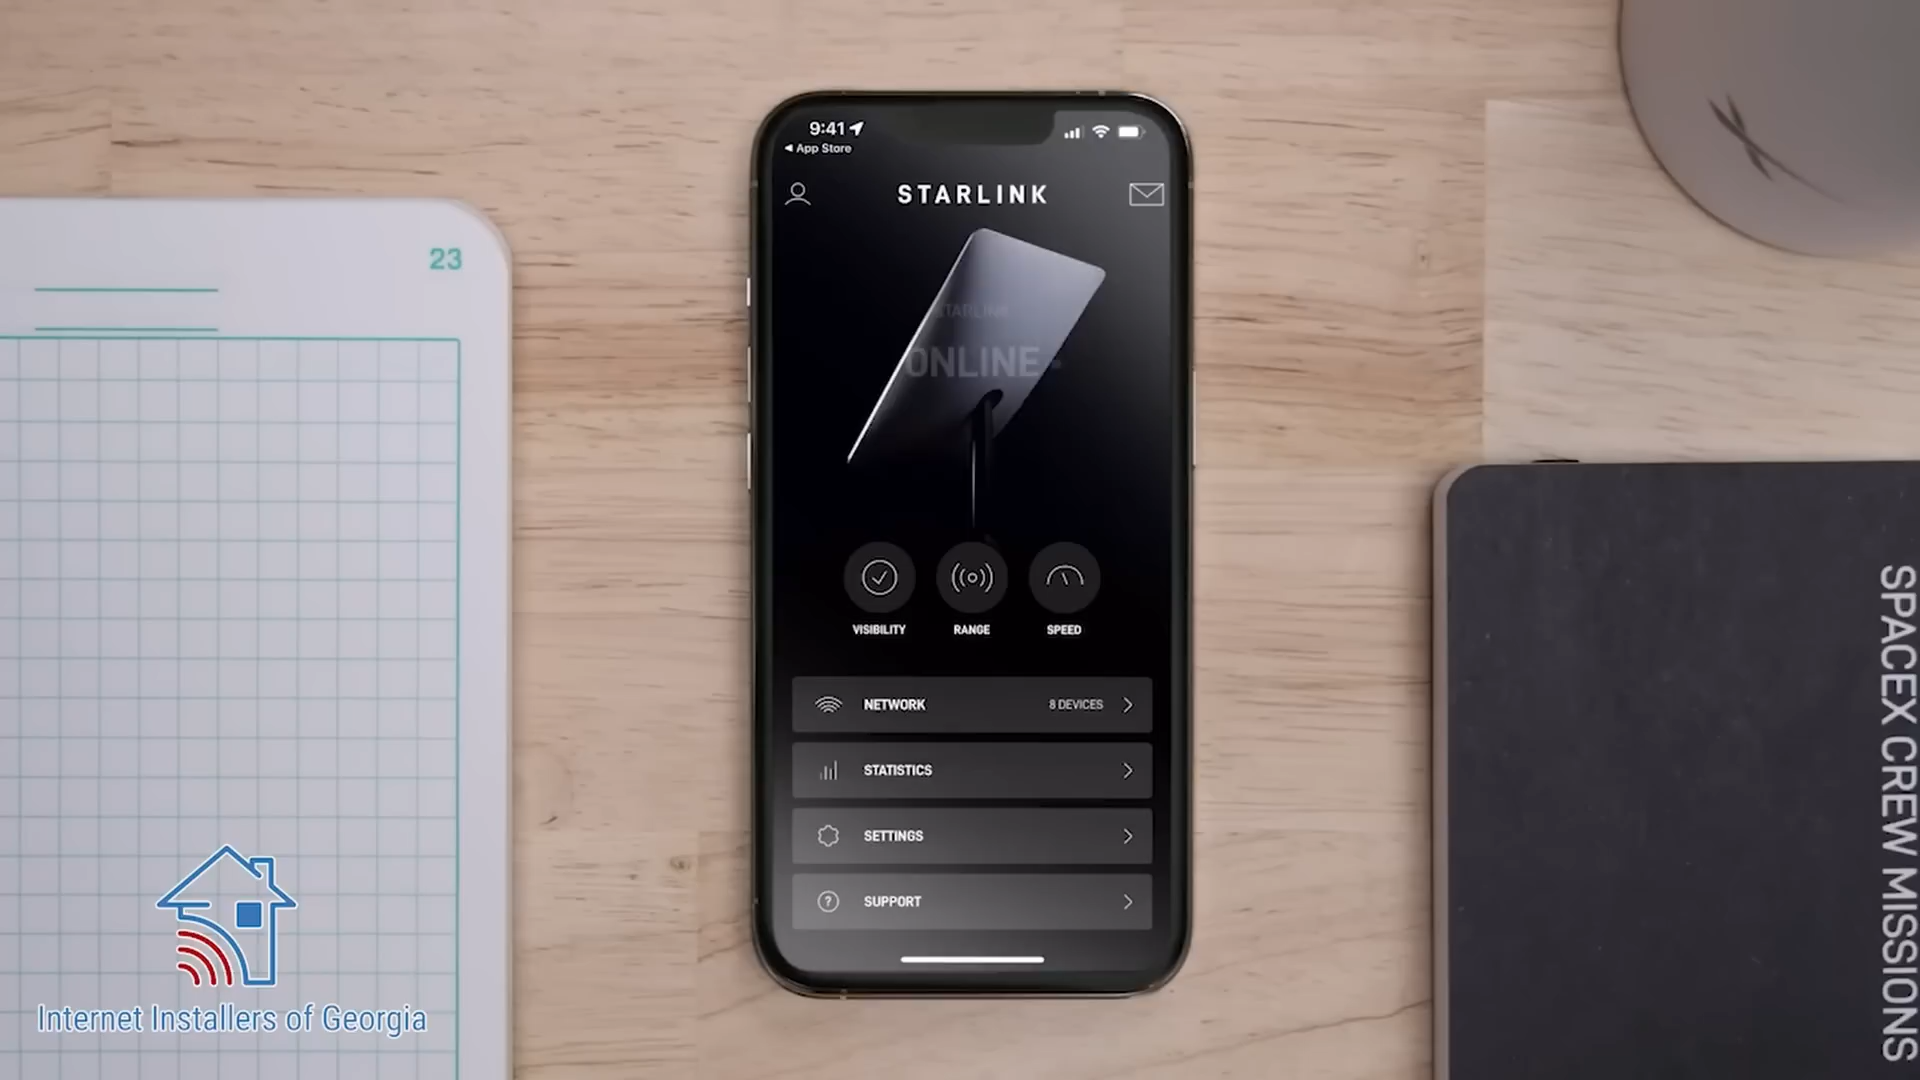 9:41
App Store
STARLINK
STARLINK
ONLINE
VISIBILITY
RANGE
SPEED
NETWORK
8 DEVICES
STATISTICS
SETTINGS
SUPPORT
23
SPACEX CREW MISSIONS
Internet Installers of Georgia